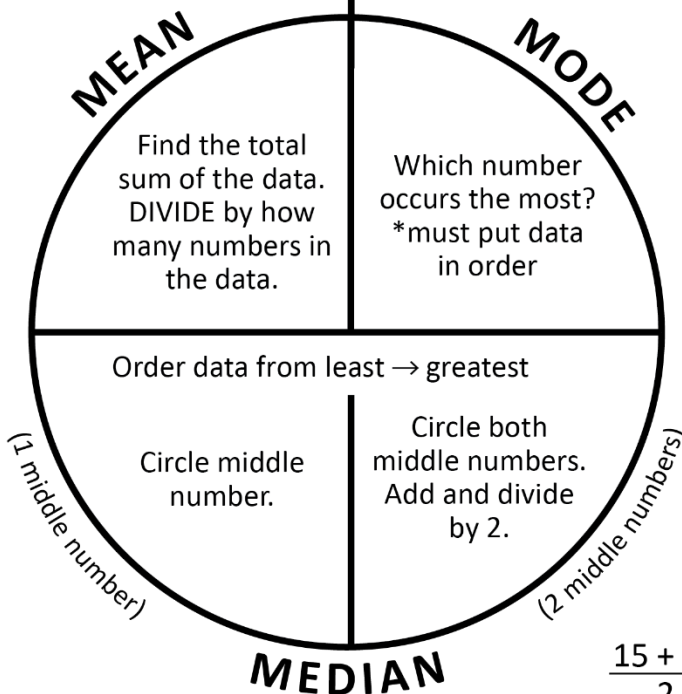 MEAN
Find the total
sum of the data.
DIVIDE by how
many numbers in
the data.
MODE
Which number
occurs the most?
*must put data
in order
Order data from least → greatest
Circle middle
number.
(1 middle number)
Circle both
middle numbers.
Add and divide
by 2.
(2 middle numbers)
MEDIAN
15 +
2